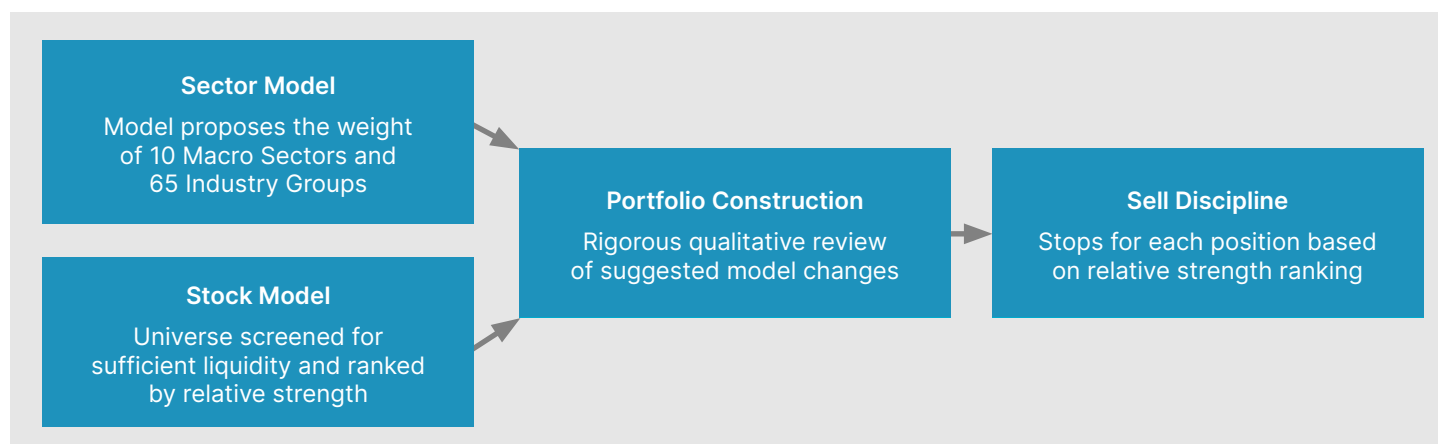 Sector Model
Model proposes the weight
of 10 Macro Sectors and
65 Industry Groups
Stock Model
Universe screened for
sufficient liquidity and ranked
by relative strength
Portfolio Construction
Rigorous qualitative review
of suggested model changes
Sell Discipline
Stops for each position based
on relative strength ranking